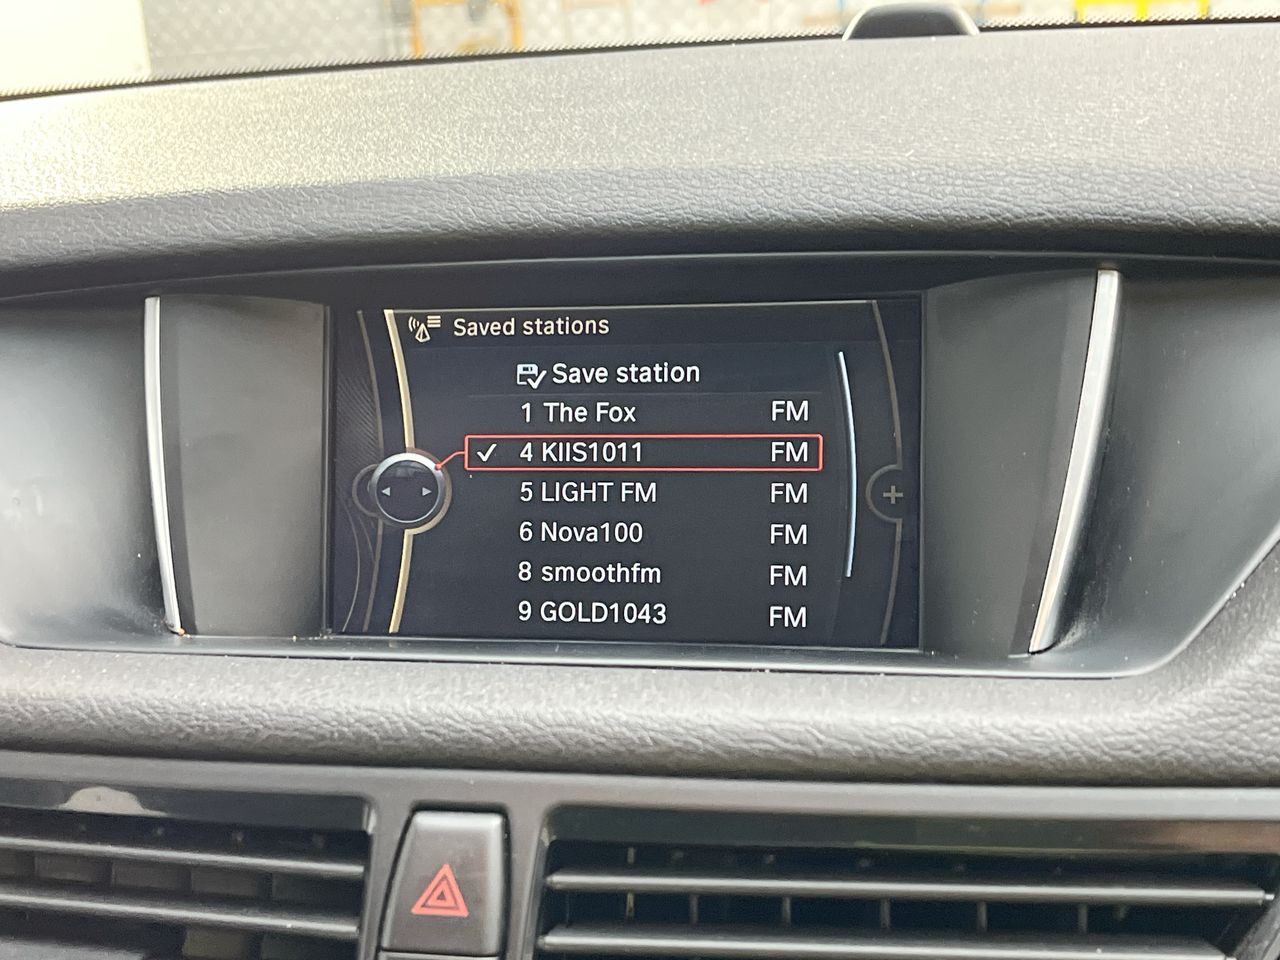 Saved stations
Save station
1 The Fox FM
4 KIIS1011 FM
5 LIGHT FM FM
6 Nova100 FM
8 smoothfm FM
9 GOLD1043 FM